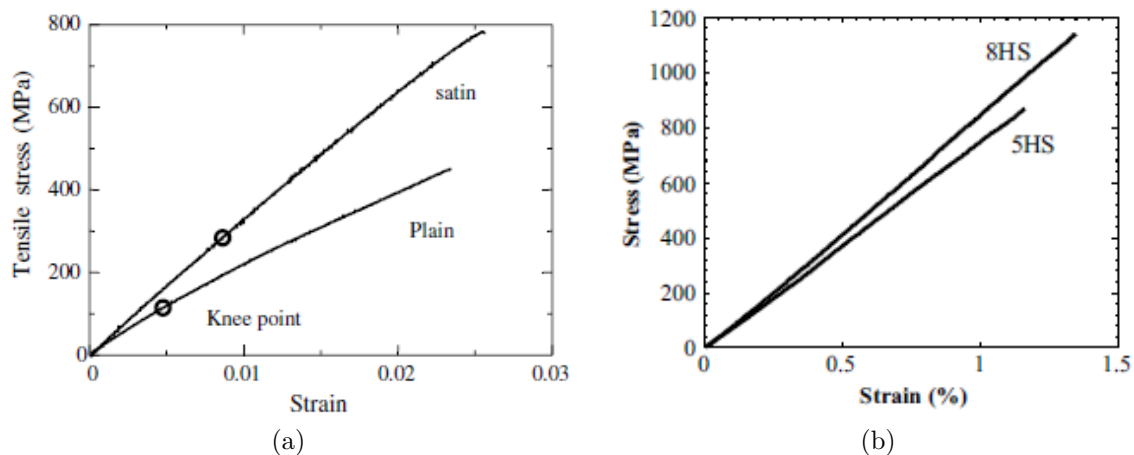 800
600
400
200
0
Tensile stress (MPa)
satin
Plain
Knee point
0
0.01
0.02
0.03
Strain
(a)
1200
1000
800
600
400
200
0
Stress (MPa)
8HS
5HS
0
0.5
1
1.5
Strain (%)
(b)